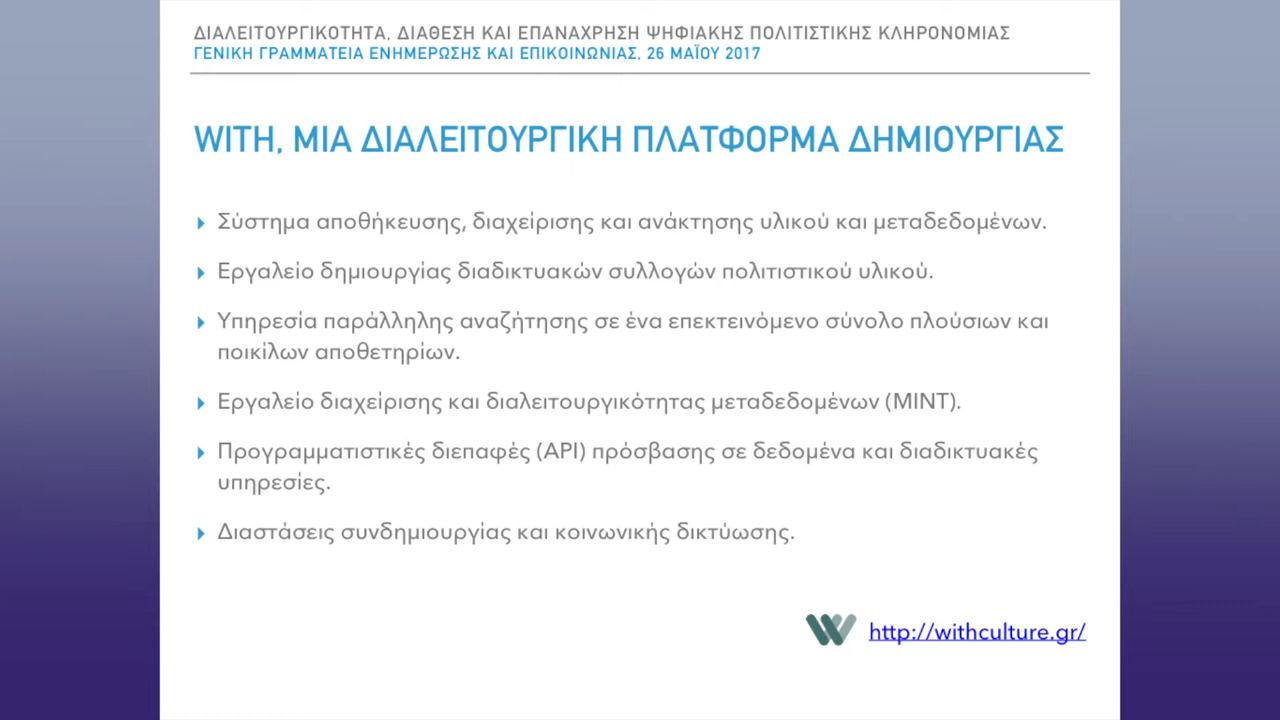 ΔΙΑΛΕΙΤΟΥΡΓΙΚΟΤΗΤΑ, ΔΙΑΘΕΣΗ ΚΑΙ ΕΠΑΝΑΧΡΗΣΗ ΨΗΦΙΑΚΗΣ ΠΟΛΙΤΙΣΤΙΚΗΣ ΚΛΗΡΟΝΟΜΙΑΣ
ΓΕΝΙΚΗ ΓΡΑΜΜΑΤΕΙΑ ΕΝΗΜΕΡΩΣΗΣ ΚΑΙ ΕΠΙΚΟΙΝΩΝΙΑΣ, 26 ΜΑΪΟΥ 2017
WITH, ΜΙΑ ΔΙΑΛΕΙΤΟΥΡΓΙΚΗ ΠΛΑΤΦΟΡΜΑ ΔΗΜΙΟΥΡΓΙΑΣ
Σύστημα αποθήκευσης, διαχείρισης και ανάκτησης υλικού και μεταδεδομένων.
Εργαλείο δημιουργίας διαδικτυακών συλλογών πολιτιστικού υλικού.
Υπηρεσία παράλληλης αναζήτησης σε ένα επεκτεινόμενο σύνολο πλούσιων και
ποικίλων αποθετηρίων.
Εργαλείο διαχείρισης και διαλειτουργικότητας μεταδεδομένων (MINT).
Προγραμματιστικές διεπαφές (API) πρόσβασης σε δεδομένα και διαδικτυακές
υπηρεσίες.
Διαστάσεις συνδημιουργίας και κοινωνικής δικτύωσης.
http://withculture.gr/